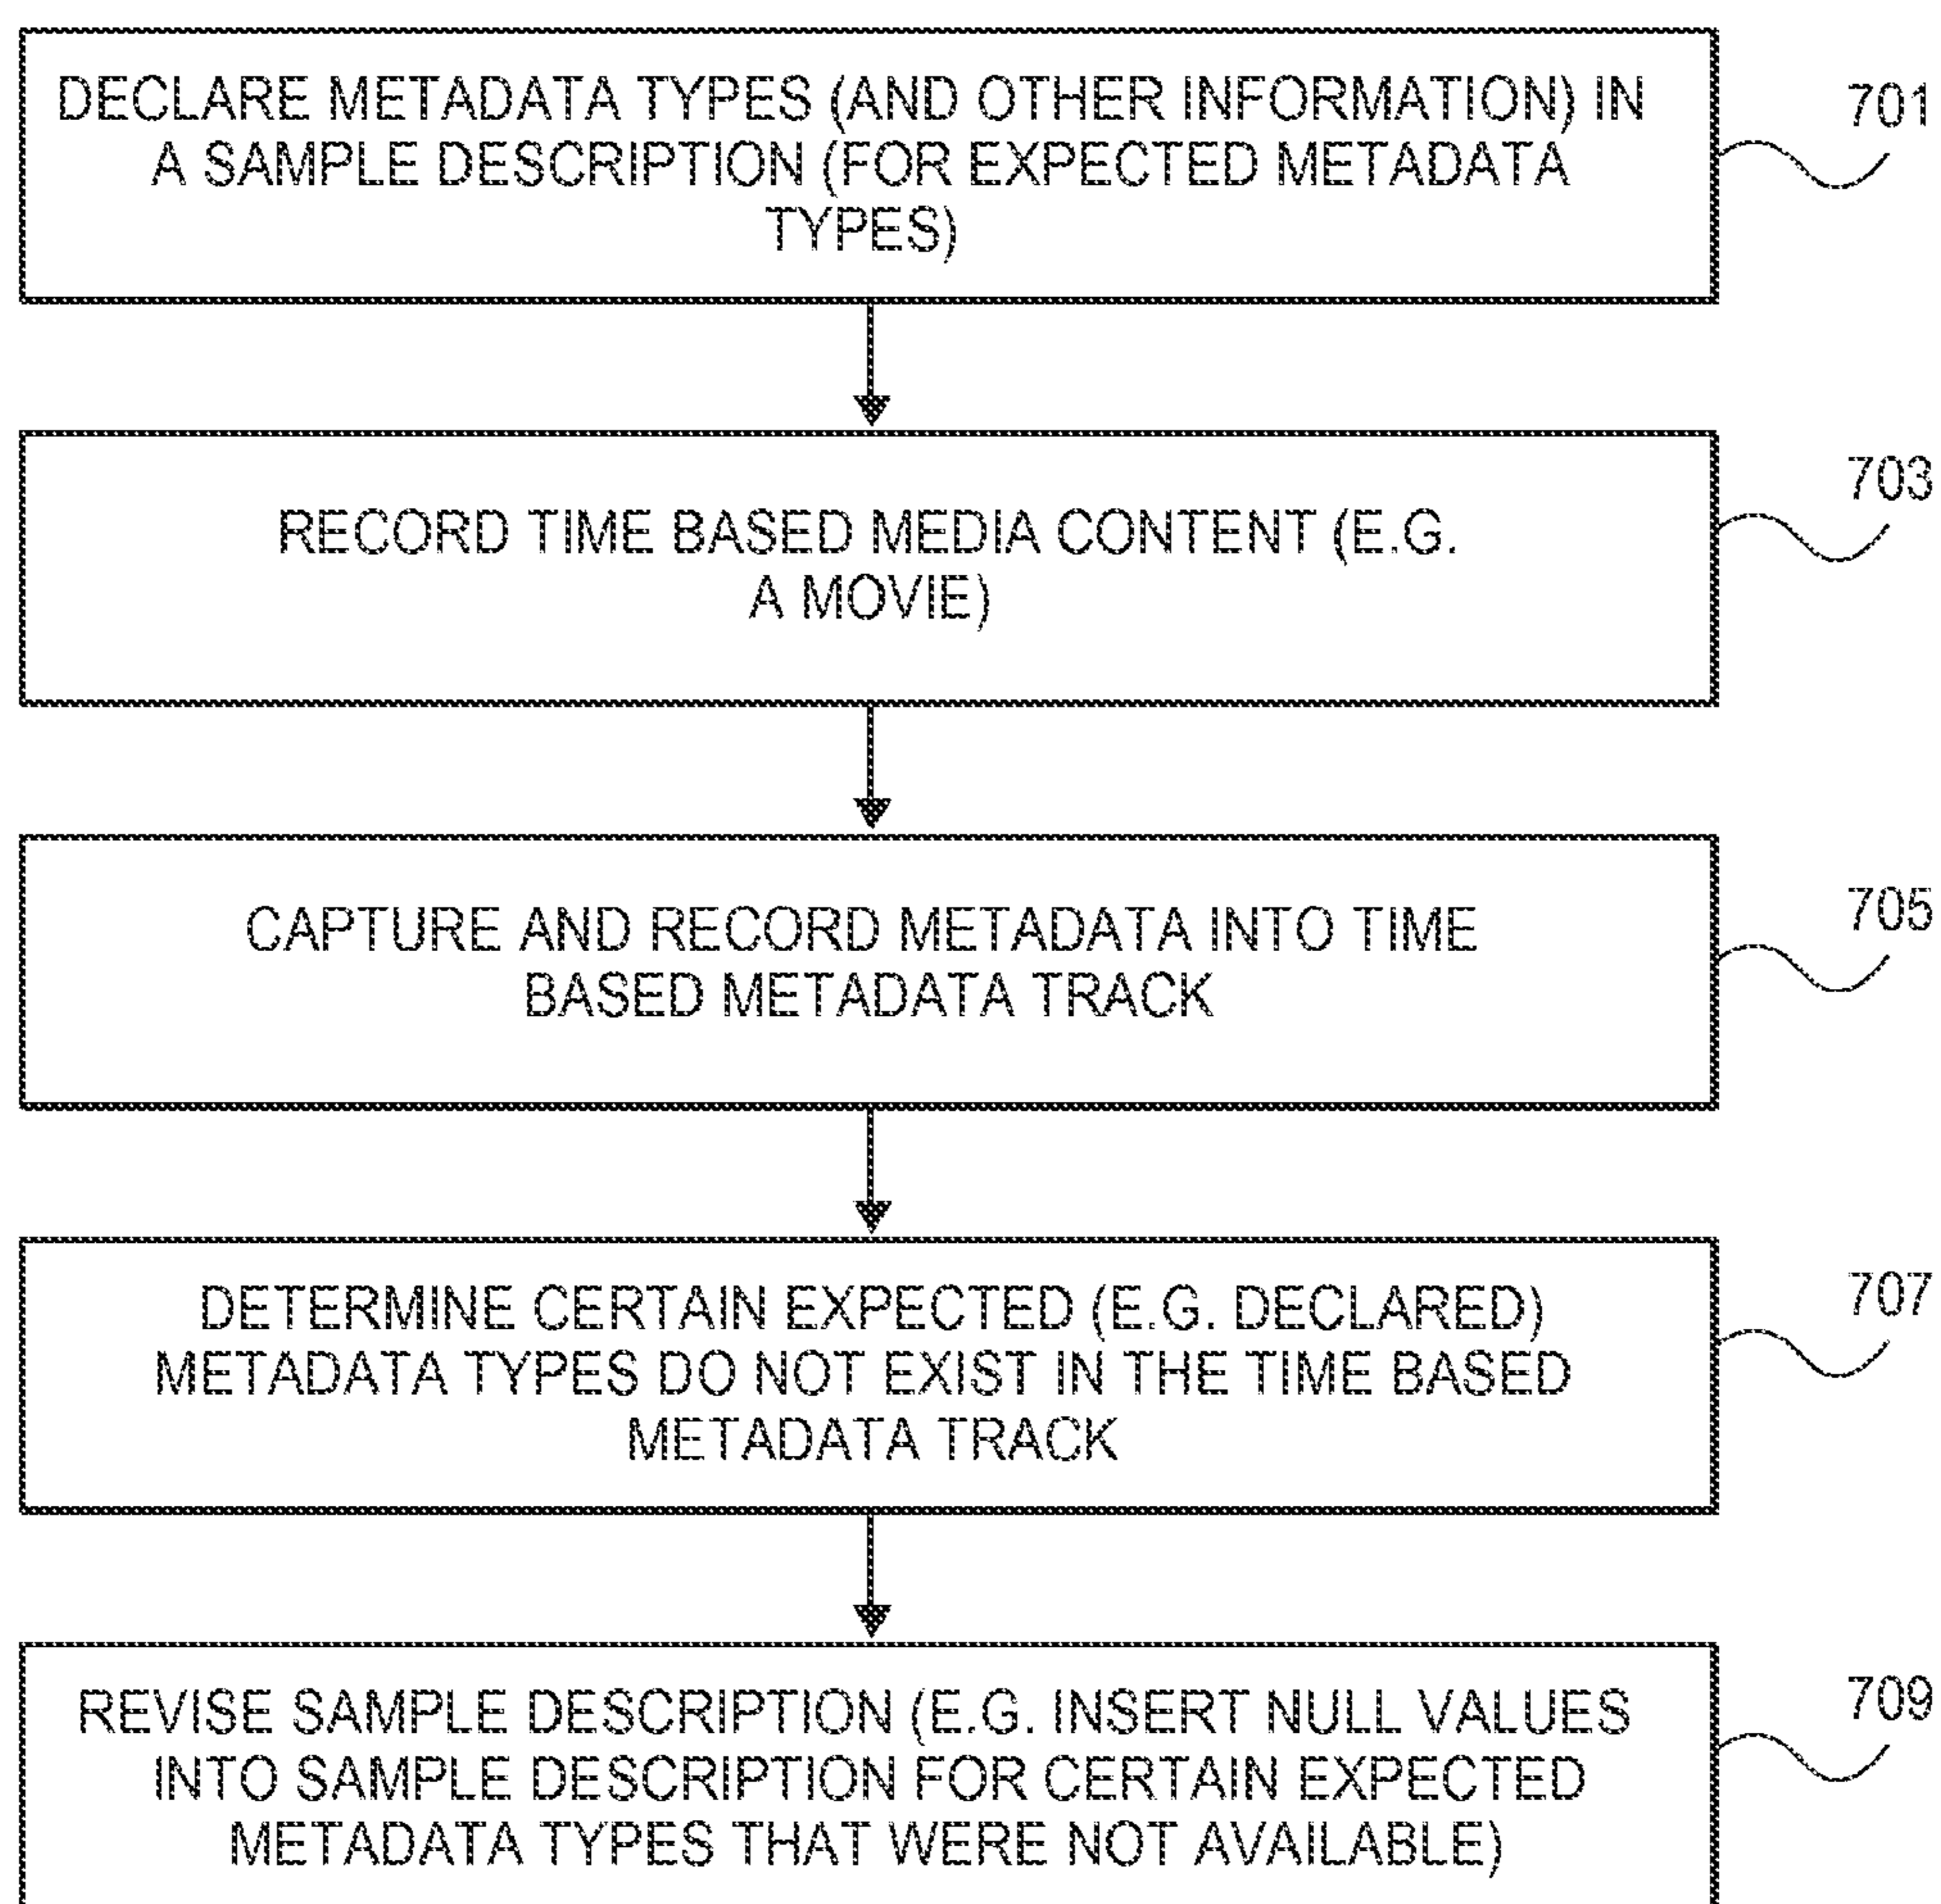 DECLARE METADATA TYPES (AND OTHER INFORMATION) IN
A SAMPLE DESCRIPTION (FOR EXPECTED METADATA
TYPES)
701
RECORD TIME BASED MEDIA CONTENT (E.G.
A MOVIE)
703
CAPTURE AND RECORD METADATA INTO TIME
BASED METADATA TRACK
705
DETERMINE CERTAIN EXPECTED (E.G. DECLARED)
METADATA TYPES DO NOT EXIST IN THE TIME BASED
METADATA TRACK
707
REVISE SAMPLE DESCRIPTION (E.G. INSERT NULL VALUES
INTO SAMPLE DESCRIPTION FOR CERTAIN EXPECTED
METADATA TYPES THAT WERE NOT AVAILABLE)
709